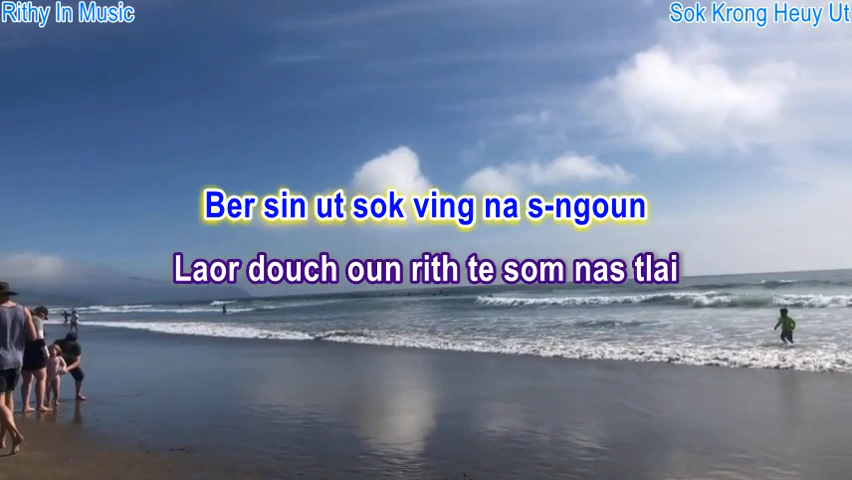 Rithy In Music
Sok Krong Heuy Ut
Ber sin ut sok ving na s-ngoun
Laor douch oun rith te som nas tlai